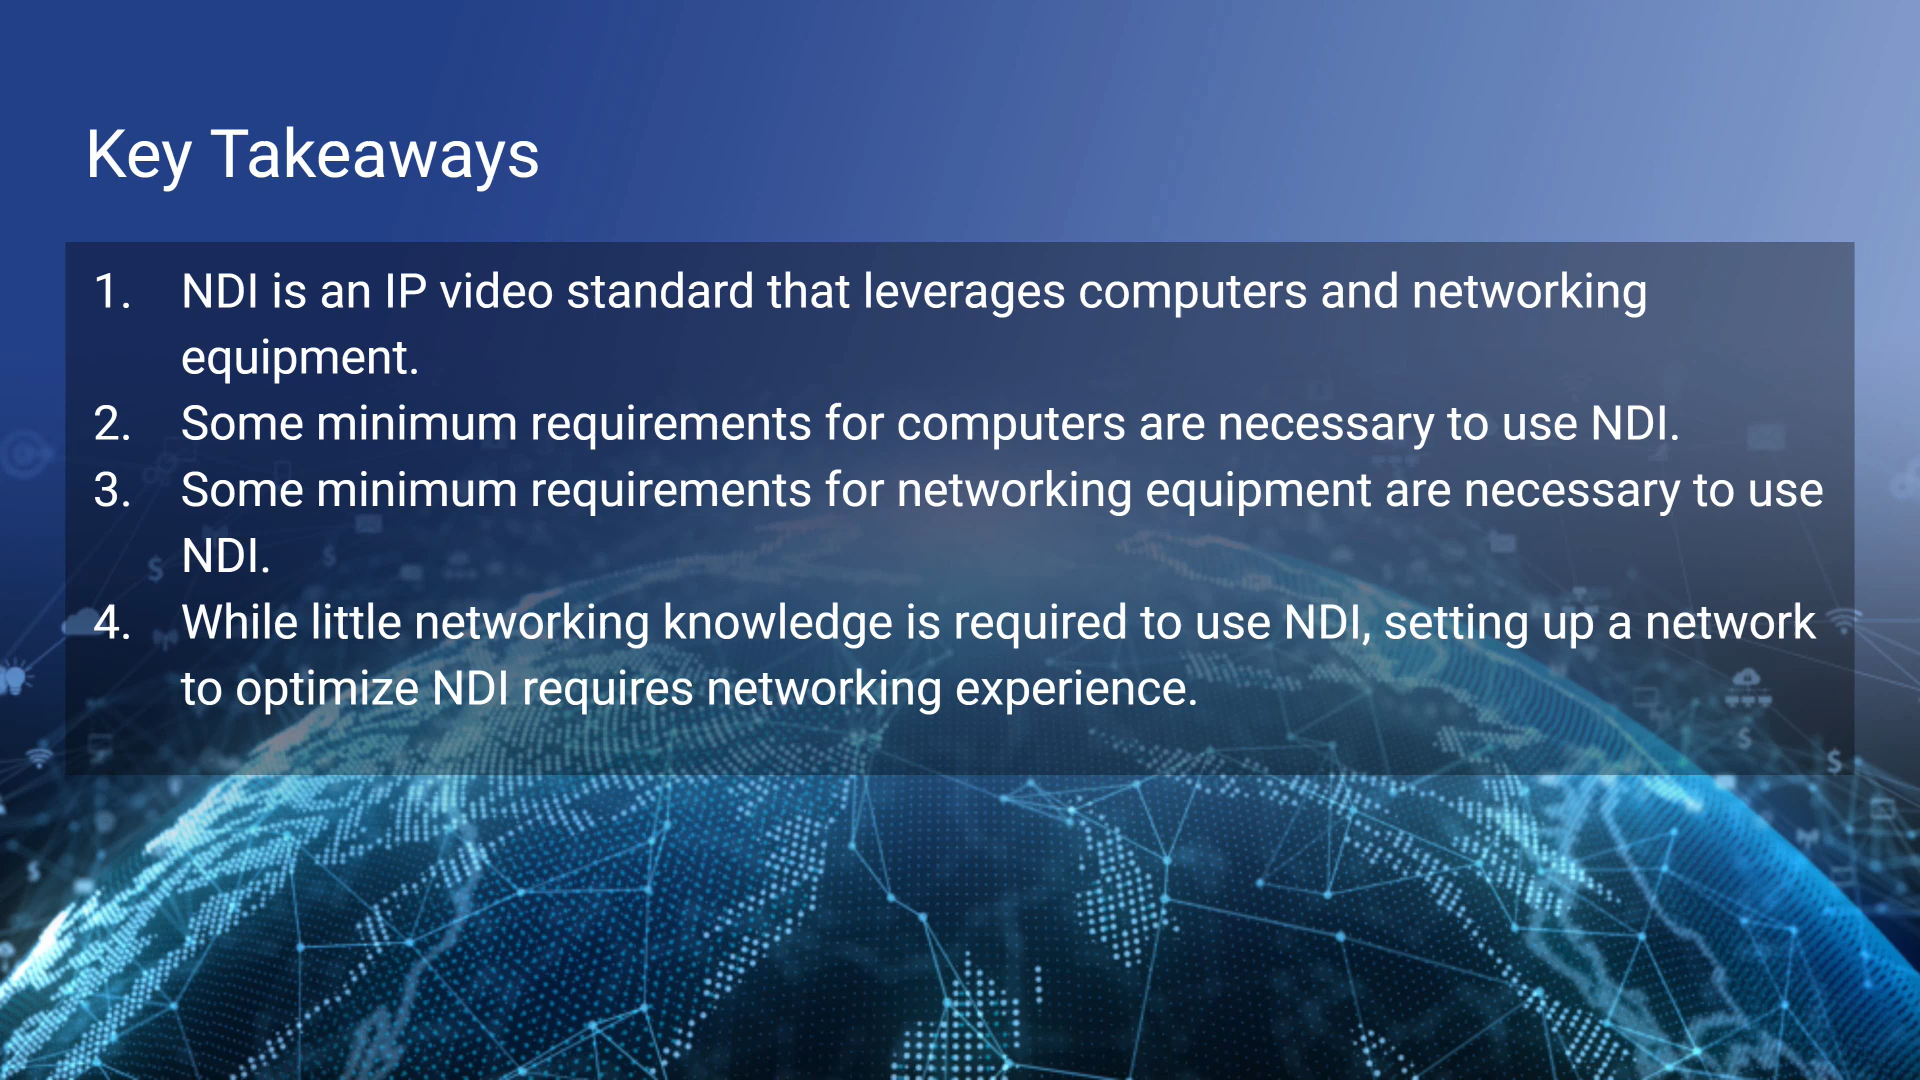 Key Takeaways
1. NDI is an IP video standard that leverages computers and networking
equipment.
2. Some minimum requirements for computers are necessary to use NDI.
3. Some minimum requirements for networking equipment are necessary to use
NDI.
4. While little networking knowledge is required to use NDI, setting up a network
to optimize NDI requires networking experience.